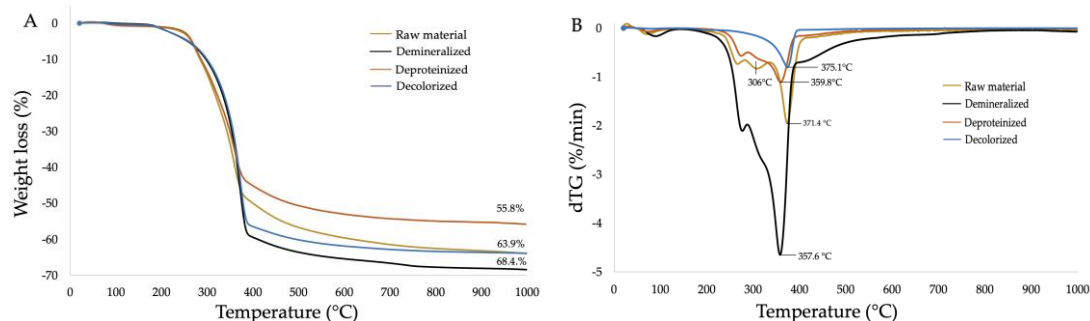 A
Weight loss (%)
0
-10
-20
-30
-40
-50
-60
-70
Raw material
Demineralized
Deproteinized
Decolorized
55.8%
63.9%
68.4.%
0 100 200 300 400 500 600 700 800 900 1000
Temperature (°C)
B
dTG (%/min)
0
-1
-2
-3
-4
-5
375.1°C
306°C
359.8°C
371.4 °C
357.6 °C
Raw material
Demineralized
Deproteinized
Decolorized
0 100 200 300 400 500 600 700 800 900 1000
Temperature (°C)